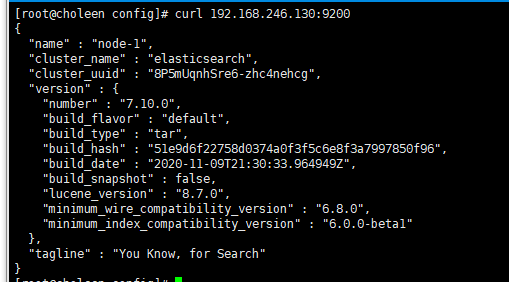 [root@choleen config]# curl 192.168.246.130:9200
{
  "name" : "node-1",
  "cluster_name" : "elasticsearch",
  "cluster_uuid" : "8P5mUqnhSre6-zhc4nehcg",
  "version" : {
    "number" : "7.10.0",
    "build_flavor" : "default",
    "build_type" : "tar",
    "build_hash" : "51e9d6f22758d0374a0f3f5c6e8f3a7997850f96",
    "build_date" : "2020-11-09T21:30:33.964949Z",
    "build_snapshot" : false,
    "lucene_version" : "8.7.0",
    "minimum_wire_compatibility_version" : "6.8.0",
    "minimum_index_compatibility_version" : "6.0.0-beta1"
  },
  "tagline" : "You Know, for Search"
}
[root@choleen config]#